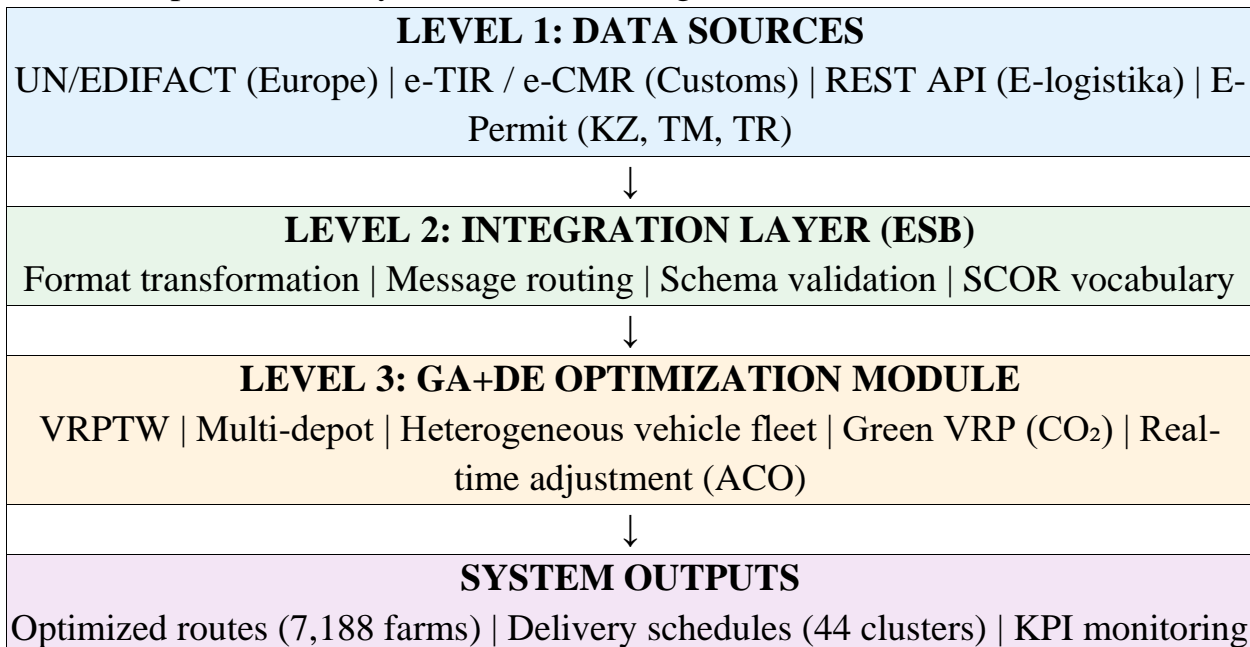 LEVEL 1: DATA SOURCES
UN/EDIFACT (Europe) | e-TIR / e-CMR (Customs) | REST API (E-logistika) | E-
Permit (KZ, TM, TR)
↓
LEVEL 2: INTEGRATION LAYER (ESB)
Format transformation | Message routing | Schema validation | SCOR vocabulary
↓
LEVEL 3: GA+DE OPTIMIZATION MODULE
VRPTW | Multi-depot | Heterogeneous vehicle fleet | Green VRP (CO₂) | Real-
time adjustment (ACO)
↓
SYSTEM OUTPUTS
Optimized routes (7,188 farms) | Delivery schedules (44 clusters) | KPI monitoring